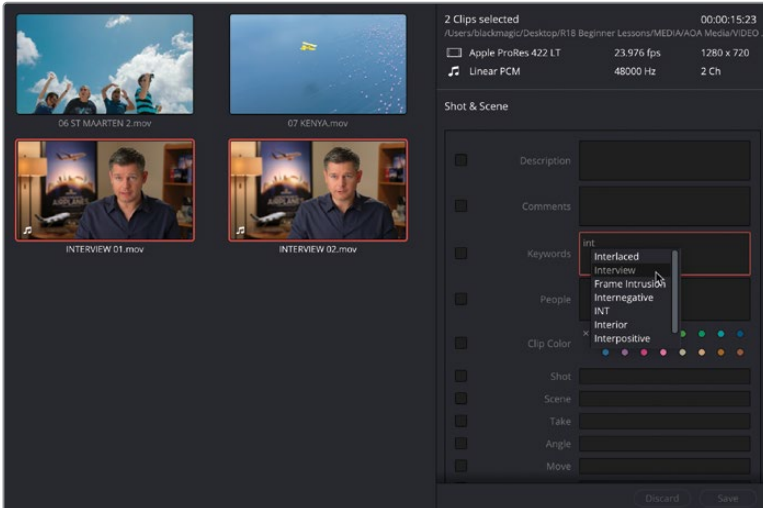 2 Clips selected 00:00:15:23
/Users/blackmagic/Desktop/R18 Beginner Lessons/MEDIA/AOA Media/VIDEO ..
Apple ProRes 422 LT 23.976 fps 1280 x 720
Linear PCM 48000 Hz 2 Ch
Shot & Scene
06 ST MAARTEN 2.mov 07 KENYA.mov
INTERVIEW 01.mov INTERVIEW 02.mov
Description
Comments
Keywords int
Interlaced
Interview
Frame Intrusion
Internegative
INT
Interior
Interpositive
People
Clip Color
Shot
Scene
Take
Angle
Move
Discard Save